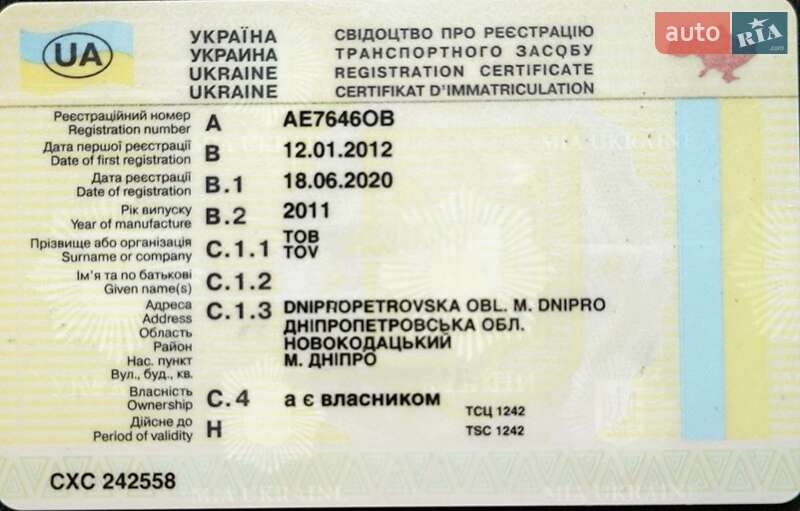 UA
УКРАЇНА
УКРАИНА
UKRAINE
UKRAINE
СВІДОЦТВО ПРО РЕЄСТРАЦІЮ
ТРАНСПОРТНОГО ЗАСОБУ
REGISTRATION CERTIFICATE
CERTIFIKAT D'IMMATRICULATION
auto RIA.com
Реєстраційний номер
Registration number A AE7646OB
Дата першої реєстрації
Date of first registration B 12.01.2012
Дата реєстрації
Date of registration B.1 18.06.2020
Рік випуску
Year of manufacture B.2 2011
Прізвище або організація
Surname or company C.1.1 ТОВ
TOV
Ім'я та по батькові
Given name(s) C.1.2
Адреса
Address C.1.3 DNIPROPETROVSKA OBL. M. DNIPRO
Область ДНІПРОПЕТРОВСЬКА ОБЛ.
Район НОВОКОДАЦЬКИЙ
Нас. пункт М. ДНІПРО
Вул., буд., кв.
Власність
Ownership C.4 а є власником
ТСЦ 1242
Дійсне до
Period of validity H TSC 1242
CXC 242558
MIA UKRAINE
MIA UKRAINE